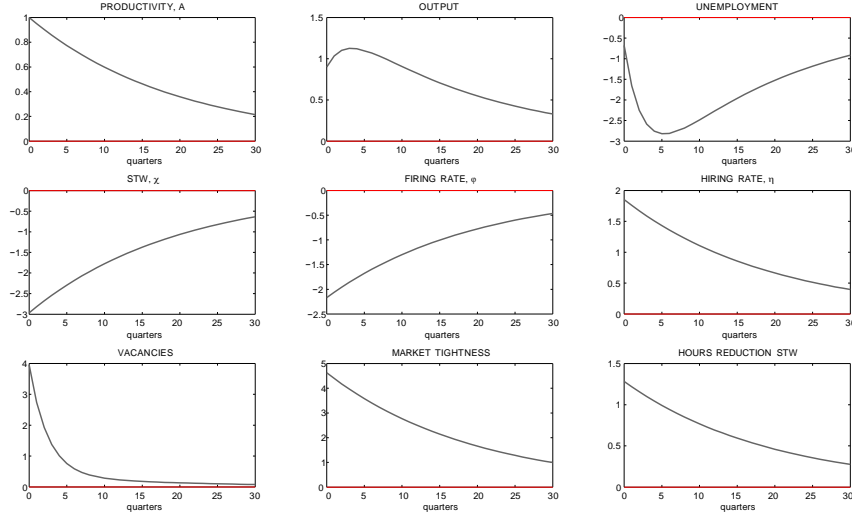 PRODUCTIVITY, A
1
0.8
0.6
0.4
0.2
0
0 5 10 15 20 25 30
quarters
OUTPUT
1.5
1
0.5
0
0 5 10 15 20 25 30
quarters
UNEMPLOYMENT
0
−0.5
−1
−1.5
−2
−2.5
−3
0 5 10 15 20 25 30
quarters
STW, χ
0
−0.5
−1
−1.5
−2
−2.5
−3
0 5 10 15 20 25 30
quarters
FIRING RATE, φ
0
−0.5
−1
−1.5
−2
−2.5
0 5 10 15 20 25 30
quarters
HIRING RATE, η
2
1.5
1
0.5
0
0 5 10 15 20 25 30
quarters
VACANCIES
4
3
2
1
0
0 5 10 15 20 25 30
quarters
MARKET TIGHTNESS
5
4
3
2
1
0
0 5 10 15 20 25 30
quarters
HOURS REDUCTION STW
1.5
1
0.5
0
0 5 10 15 20 25 30
quarters